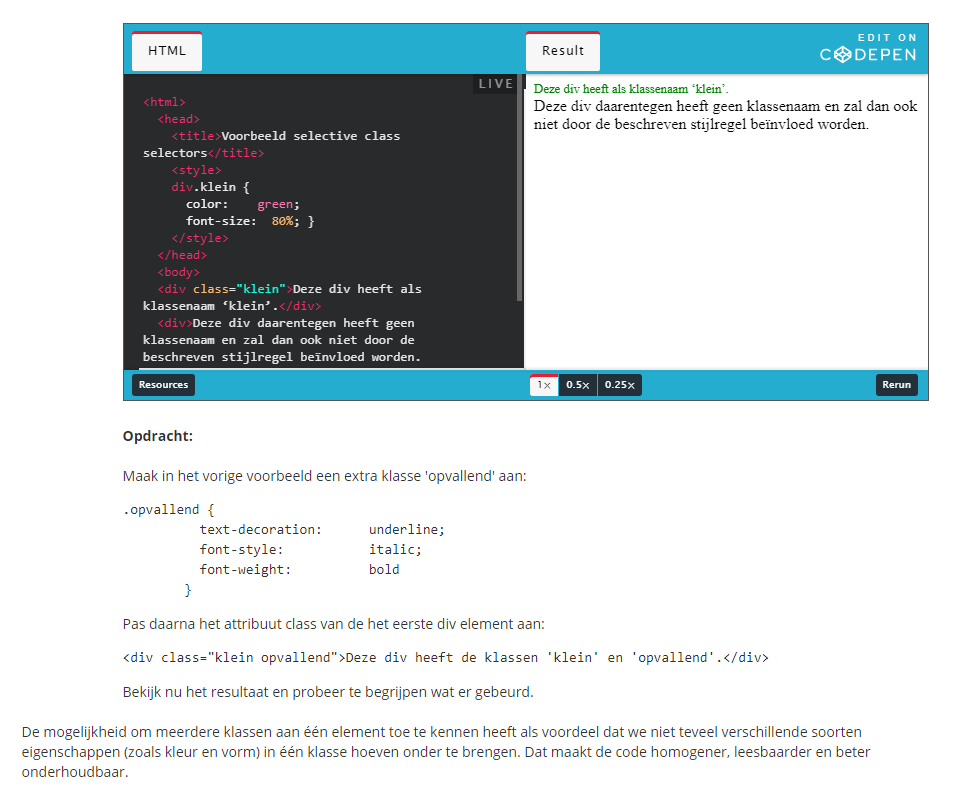 HTML
Result
EDIT ON
CODEPEN
LIVE
<html>
<head>
<title>Voorbeeld selective class
selectors</title>
<style>
div.klein {
color: green;
font-size: 80%; }
</style>
</head>
<body>
<div class="klein">Deze div heeft als
klassenaam ‘klein’.</div>
<div>Deze div daarentegen heeft geen
klassenaam en zal dan ook niet door de
beschreven stijlregel beïnvloed worden.
Deze div heeft als klassenaam ‘klein’.
Deze div daarentegen heeft geen klassenaam en zal dan ook
niet door de beschreven stijlregel beïnvloed worden.
Resources
1x 0.5x 0.25x
Rerun
Opdracht:
Maak in het vorige voorbeeld een extra klasse 'opvallend' aan:
.opvallend {
text-decoration: underline;
font-style: italic;
font-weight: bold
}
Pas daarna het attribuut class van de het eerste div element aan:
<div class="klein opvallend">Deze div heeft de klassen 'klein' en 'opvallend'.</div>
Bekijk nu het resultaat en probeer te begrijpen wat er gebeurd.
De mogelijkheid om meerdere klassen aan één element toe te kennen heeft als voordeel dat we niet teveel verschillende soorten
eigenschappen (zoals kleur en vorm) in één klasse hoeven onder te brengen. Dat maakt de code homogener, leesbaarder en beter
onderhoudbaar.